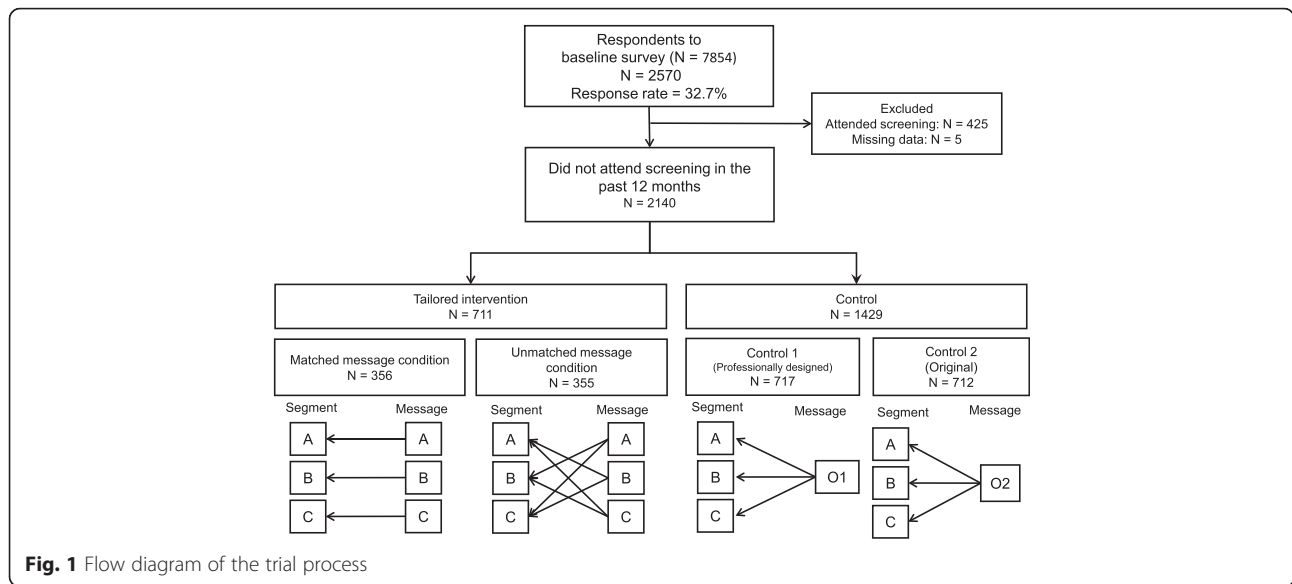 Respondents to
baseline survey (N = 7854)
N = 2570
Response rate = 32.7%
Excluded
Attended screening: N = 425
Missing data: N = 5
Did not attend screening in the
past 12 months
N = 2140
Tailored intervention
N = 711
Control
N = 1429
Matched message condition
N = 356
Unmatched message
condition
N = 355
Control 1
(Professionally designed)
N = 717
Control 2
(Original)
N = 712
Segment
Message
A
A
B
B
C
C
Segment
Message
A
A
B
B
C
C
Segment
Message
A
B
C
O1
Segment
Message
A
B
C
O2
Fig. 1 Flow diagram of the trial process